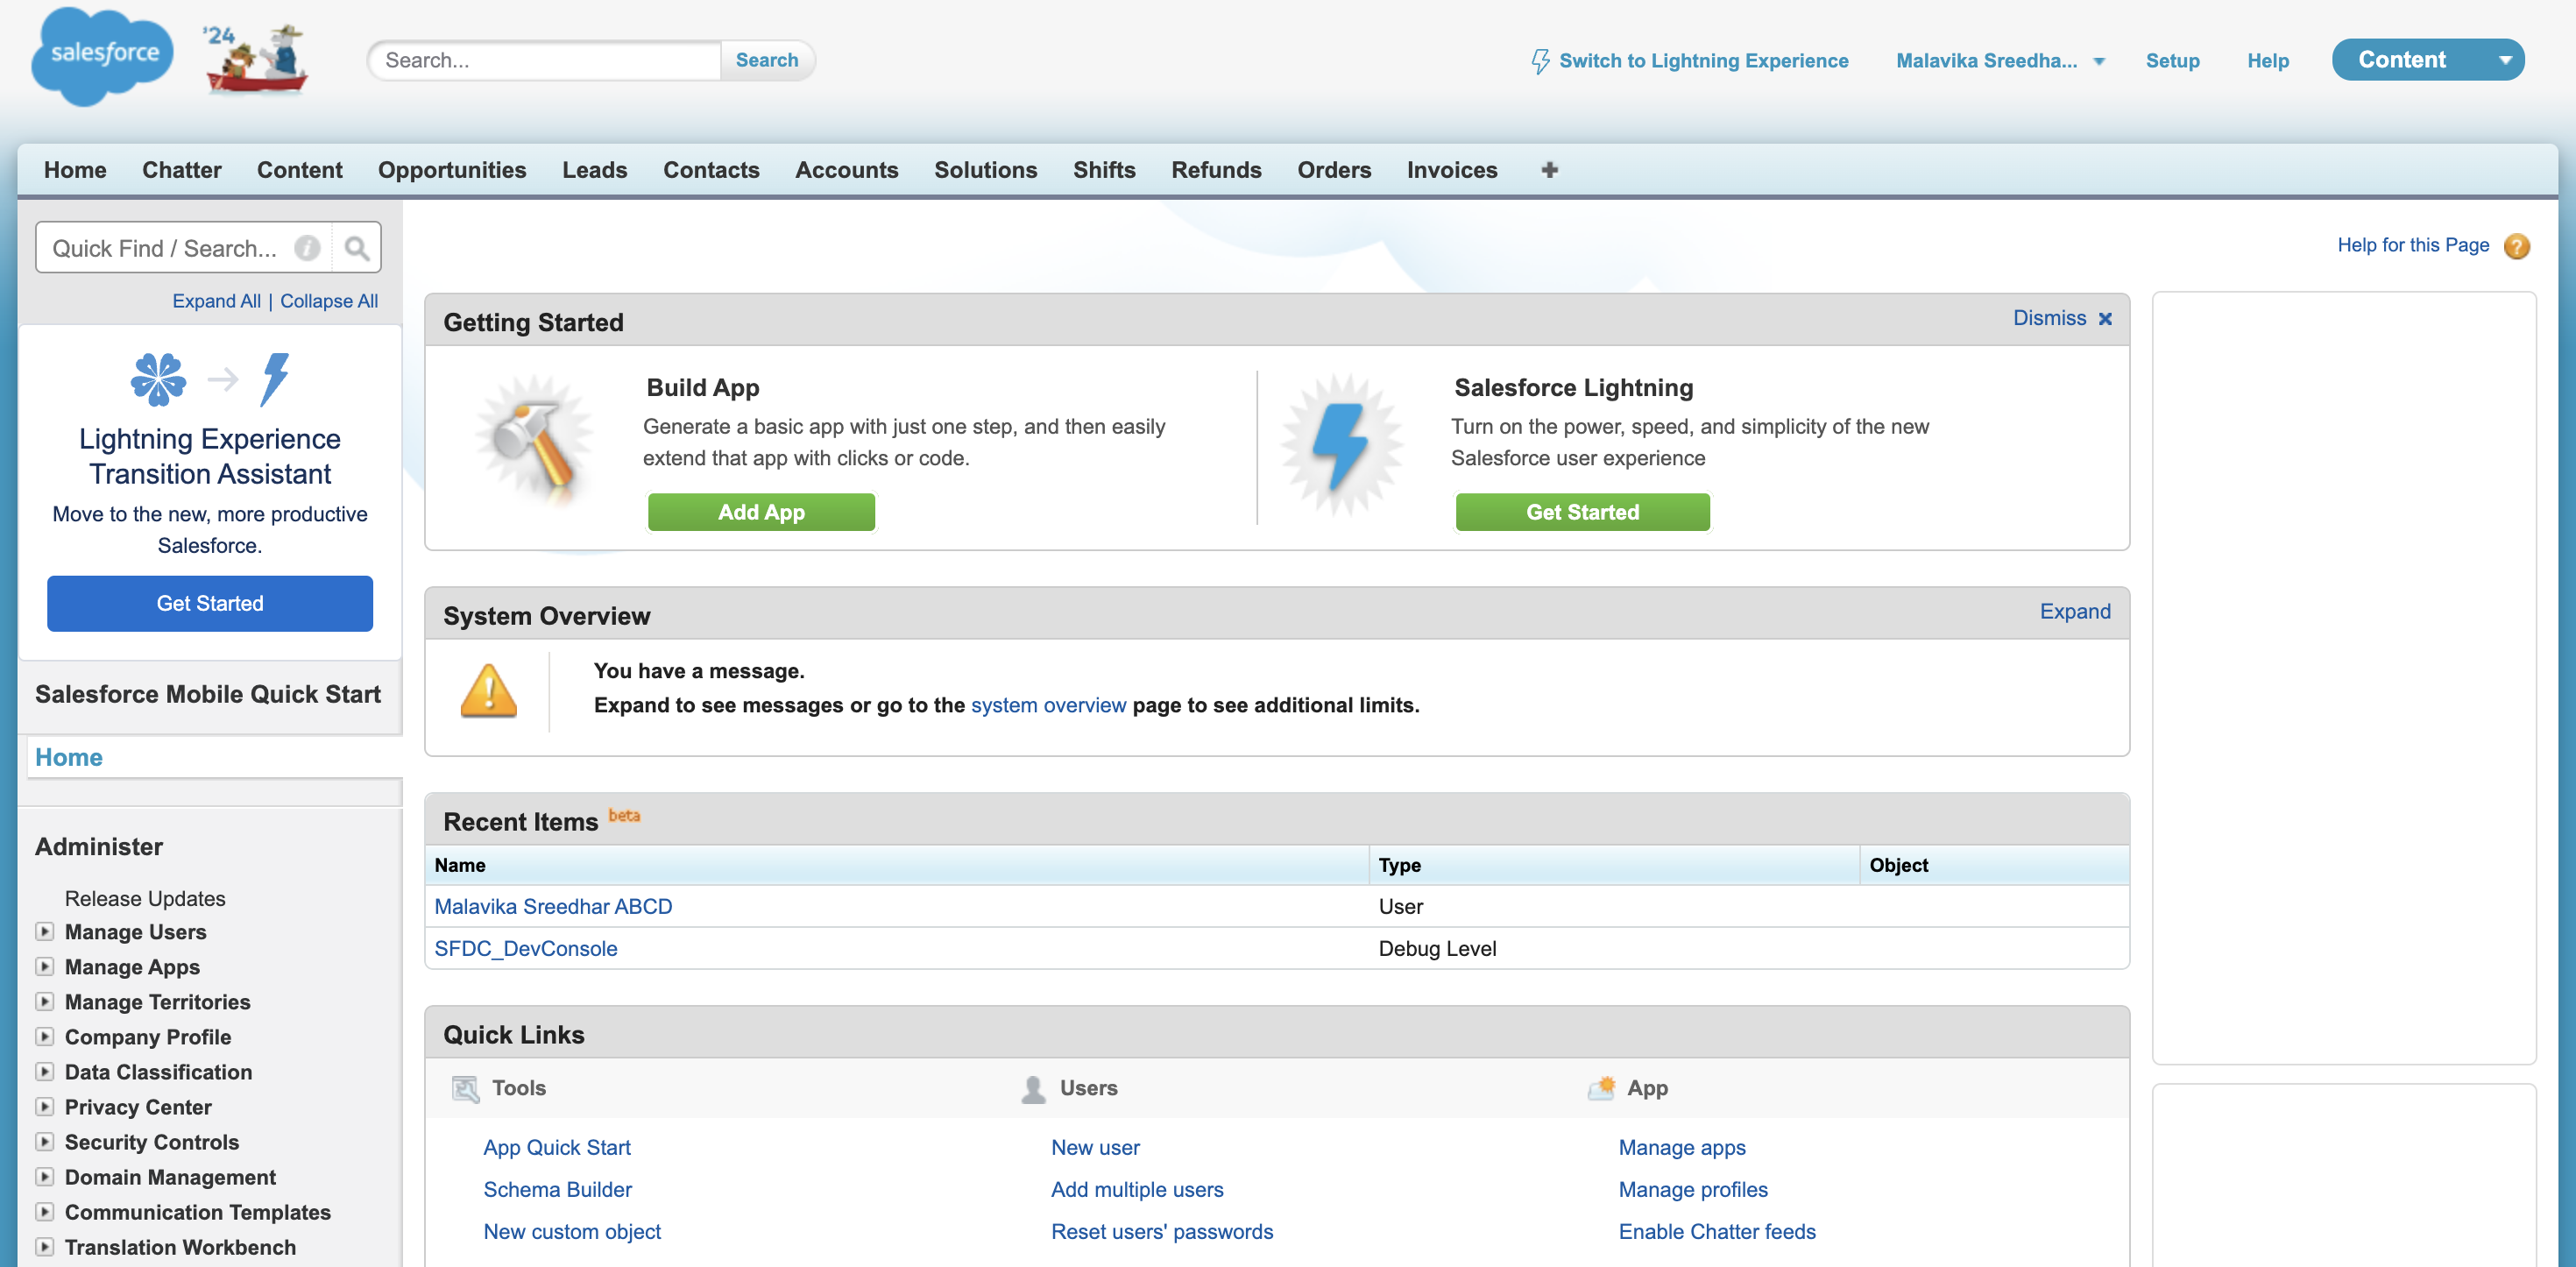 salesforce
'24
Search...
Search
Switch to Lightning Experience
Malavika Sreedha...
Setup
Help
Content
Home
Chatter
Content
Opportunities
Leads
Contacts
Accounts
Solutions
Shifts
Refunds
Orders
Invoices
Quick Find / Search...
Expand All | Collapse All
Lightning Experience
Transition Assistant
Move to the new, more productive
Salesforce.
Get Started
Salesforce Mobile Quick Start
Home
Administer
Release Updates
Manage Users
Manage Apps
Manage Territories
Company Profile
Data Classification
Privacy Center
Security Controls
Domain Management
Communication Templates
Translation Workbench
Help for this Page
Getting Started
Dismiss
Build App
Generate a basic app with just one step, and then easily
extend that app with clicks or code.
Add App
Salesforce Lightning
Turn on the power, speed, and simplicity of the new
Salesforce user experience
Get Started
System Overview
Expand
You have a message.
Expand to see messages or go to the system overview page to see additional limits.
Recent Items beta
Name
Type
Object
Malavika Sreedhar ABCD
User
SFDC_DevConsole
Debug Level
Quick Links
Tools
App Quick Start
Schema Builder
New custom object
Users
New user
Add multiple users
Reset users' passwords
App
Manage apps
Manage profiles
Enable Chatter feeds